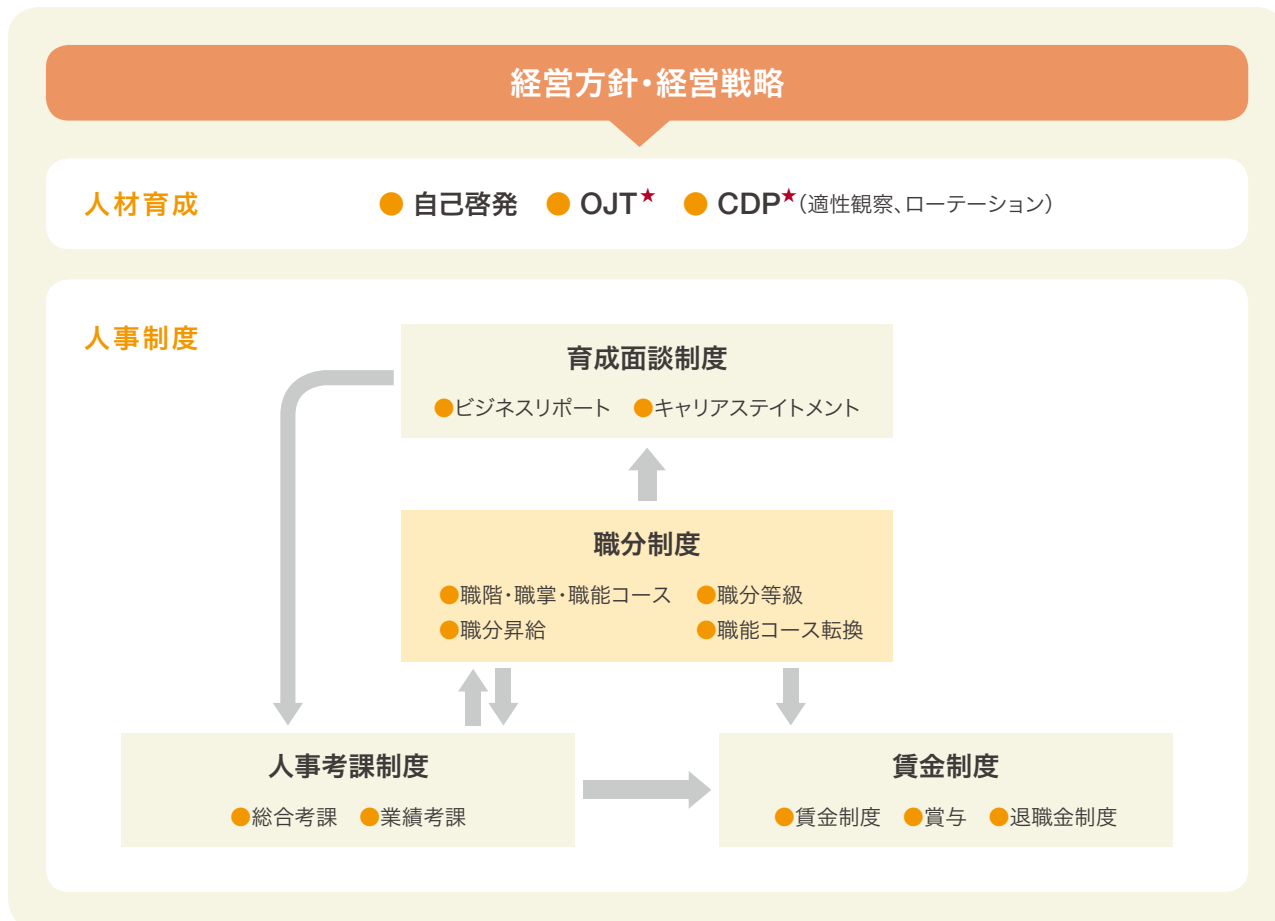 経営方針・経営戦略
人材育成
●自己啓発 ●OJT★ ●CDP★(適性観察、ローテーション)
人事制度
育成面談制度
●ビジネスリポート ●キャリアステイトメント
職分制度
●職階・職掌・職能コース ●職分等級
●職分昇給 ●職能コース転換
人事考課制度
●総合考課 ●業績考課
賃金制度
●賃金制度 ●賞与 ●退職金制度